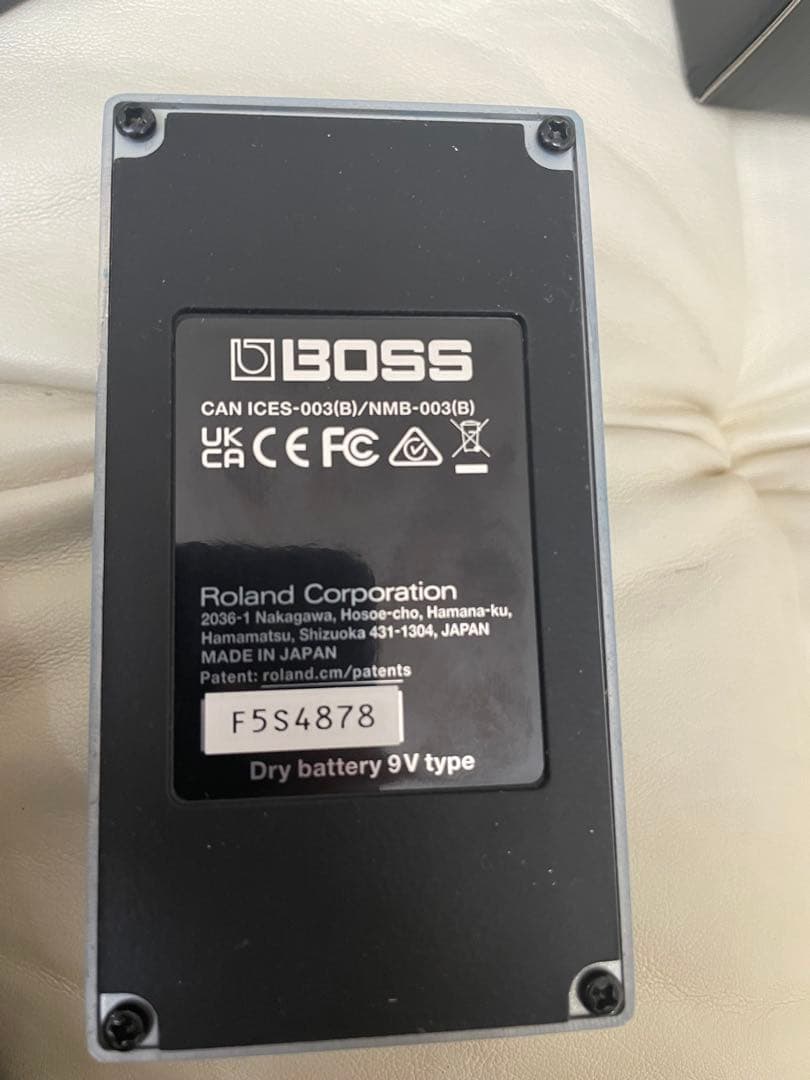 BOSS
CAN ICES-003(B)/NMB-003(B)
UK
CA CE FC
Roland Corporation
2036-1 Nakagawa, Hosoe-cho, Hamana-ku,
Hamamatsu, Shizuoka 431-1304, JAPAN
MADE IN JAPAN
Patent: roland.cm/patents
F5S4878
Dry battery 9V type